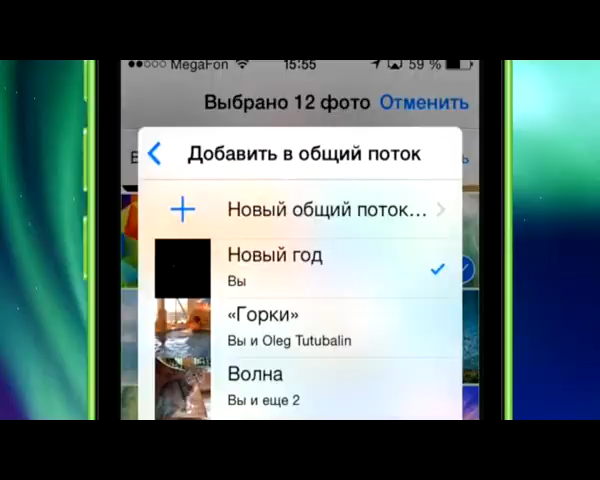 MegaFon 15:55 59 %
Выбрано 12 фото Отменить
Добавить в общий поток
Новый общий поток...
Новый год
Вы
«Горки»
Вы и Oleg Tutubalin
Волна
Вы и еще 2